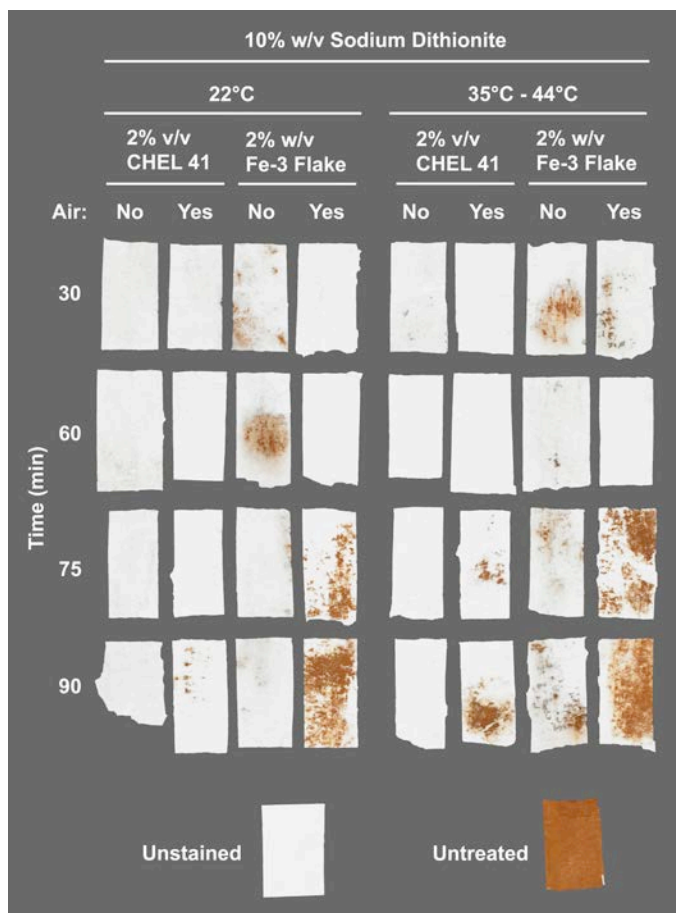 10% w/v Sodium Dithionite
22°C 35°C - 44°C
2% v/v 2% w/v 2% v/v 2% w/v
CHEL 41 Fe-3 Flake CHEL 41 Fe-3 Flake
Air: No Yes No Yes No Yes No Yes
30
60
Time (min)
75
90
Unstained Untreated